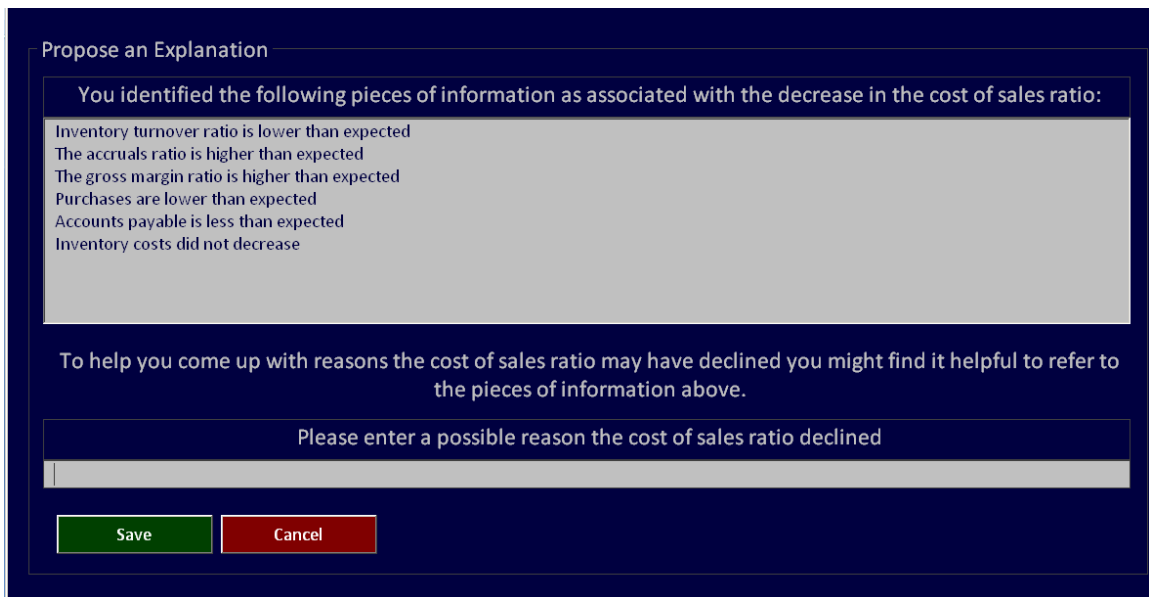 Propose an Explanation
You identified the following pieces of information as associated with the decrease in the cost of sales ratio:
Inventory turnover ratio is lower than expected
The accruals ratio is higher than expected
The gross margin ratio is higher than expected
Purchases are lower than expected
Accounts payable is less than expected
Inventory costs did not decrease
To help you come up with reasons the cost of sales ratio may have declined you might find it helpful to refer to
the pieces of information above.
Please enter a possible reason the cost of sales ratio declined
Save Cancel